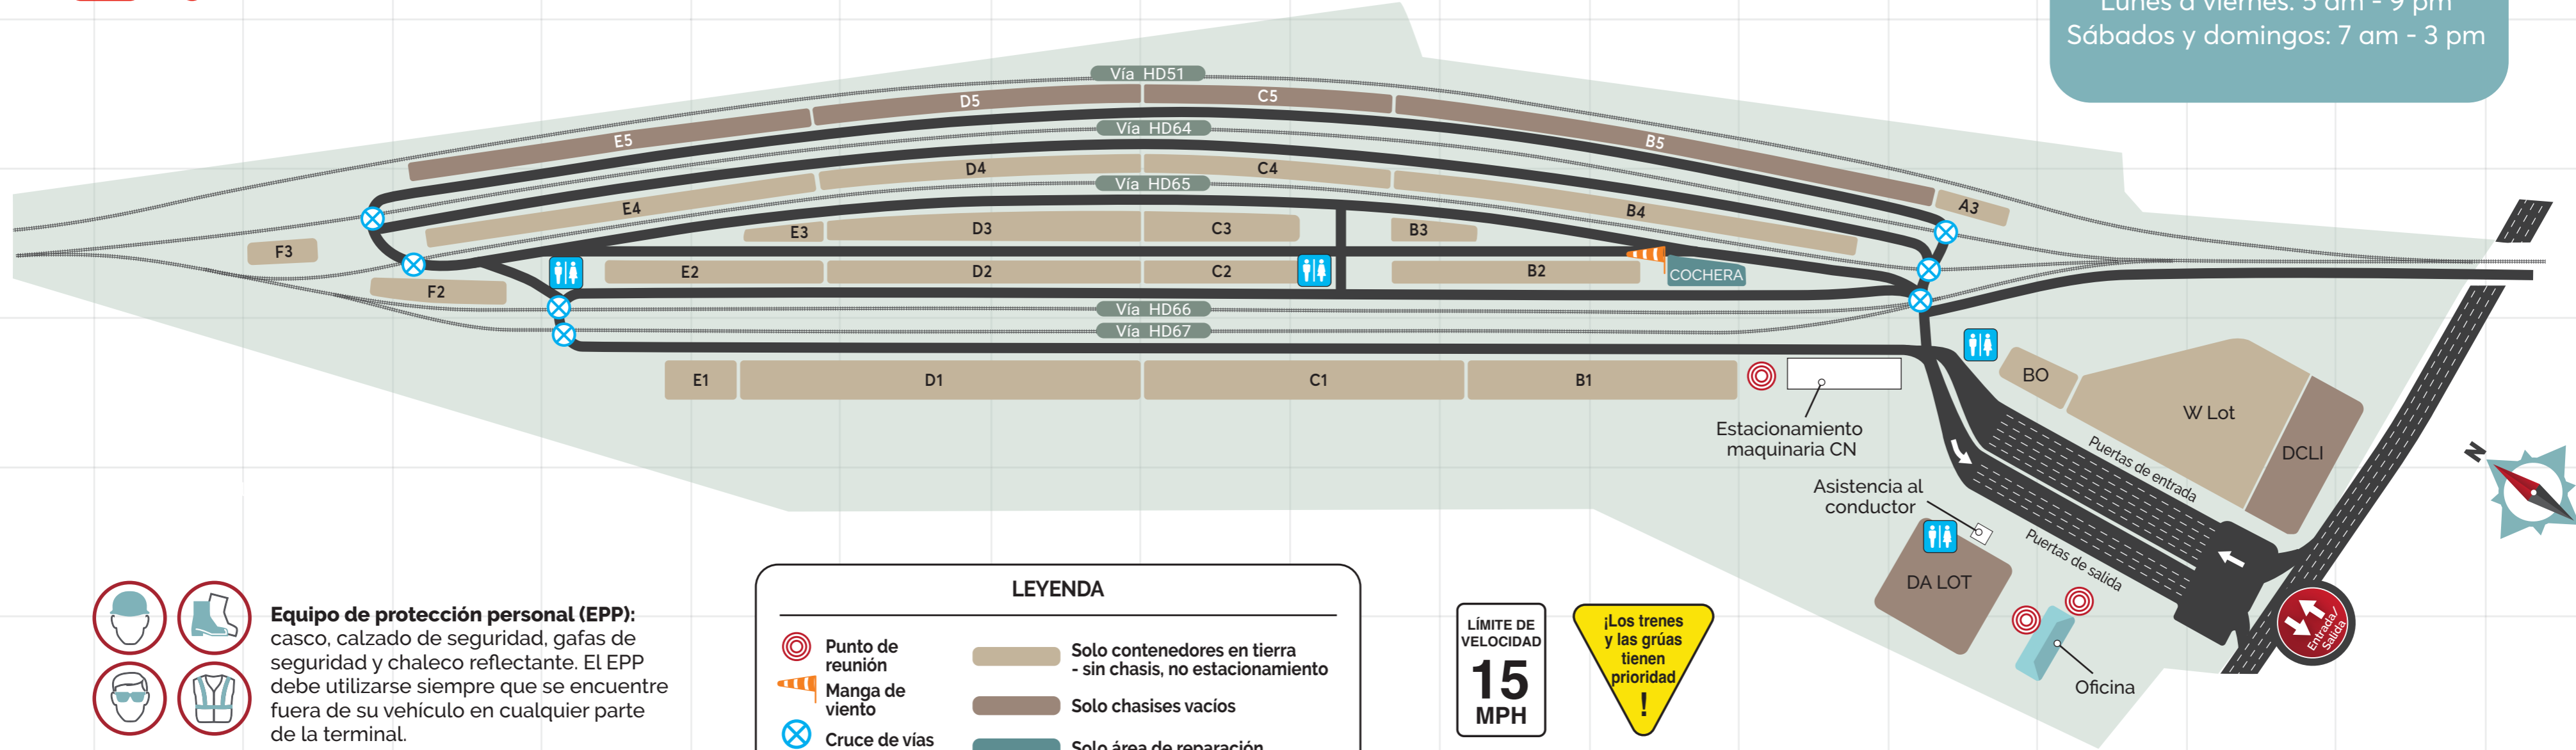 Lunes a viernes: 5 am - 9 pm
Sábados y domingos: 7 am - 3 pm
Vía HD51
D5
C5
E5
B5
Vía HD64
D4
C4
Vía HD65
E4
B4
A3
F3
E3
D3
C3
B3
E2
D2
C2
B2
COCHERA
F2
Vía HD66
Vía HD67
E1
D1
C1
B1
BO
W Lot
DCLI
Estacionamiento
maquinaria CN
Puertas de entrada
N
Asistencia al
conductor
Puertas de salida
DA LOT
Entrada/
Salida
Oficina
Equipo de protección personal (EPP):
casco, calzado de seguridad, gafas de
seguridad y chaleco reflectante. El EPP
debe utilizarse siempre que se encuentre
fuera de su vehículo en cualquier parte
de la terminal.
LEYENDA
Punto de
reunión
Manga de
viento
Cruce de vías
Solo contenedores en tierra
- sin chasis, no estacionamiento
Solo chasises vacíos
Solo área de reparación
LÍMITE DE
VELOCIDAD
15
MPH
¡Los trenes
y las grúas
tienen
prioridad
!